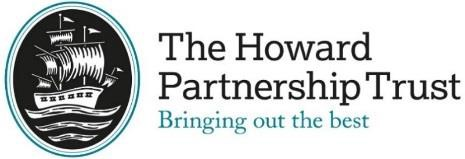 The Howard
Partnership Trust
Bringing out the best